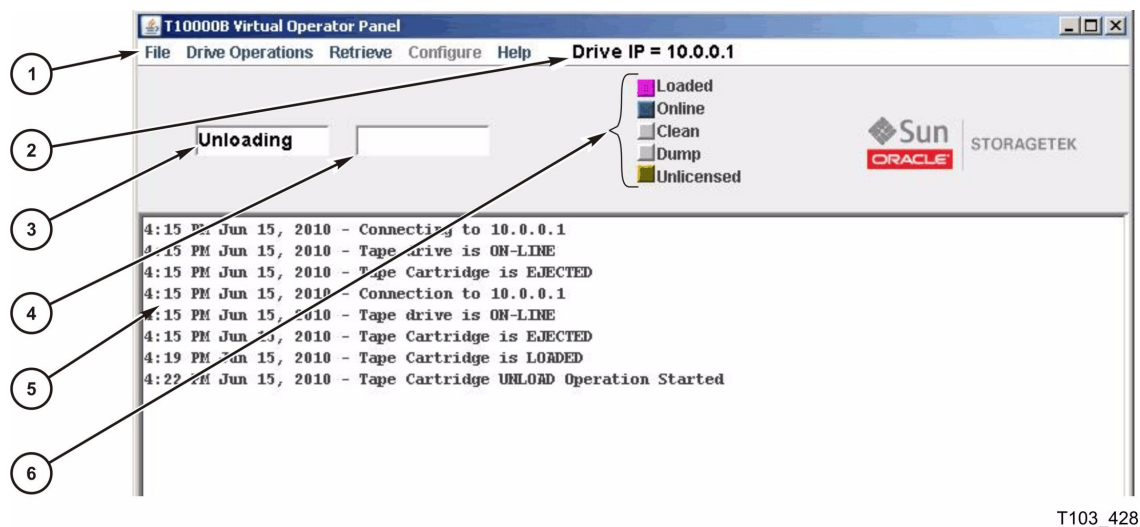 T10000B Virtual Operator Panel
File Drive Operations Retrieve Configure Help Drive IP = 10.0.0.1
1
Loaded
Online
Clean
Dump
Unlicensed
Unloading
Sun
ORACLE
STORAGETEK
2
3
4:15 PM Jun 15, 2010 - Connecting to 10.0.0.1
4:15 PM Jun 15, 2010 - Tape drive is ON-LINE
4:15 PM Jun 15, 2010 - Tape Cartridge is EJECTED
4:15 PM Jun 15, 2010 - Connection to 10.0.0.1
4:15 PM Jun 15, 2010 - Tape drive is ON-LINE
4:15 PM Jun 15, 2010 - Tape Cartridge is EJECTED
4:19 PM Jun 15, 2010 - Tape Cartridge is LOADED
4:22 PM Jun 15, 2010 - Tape Cartridge UNLOAD Operation Started
4
5
6
T103_428